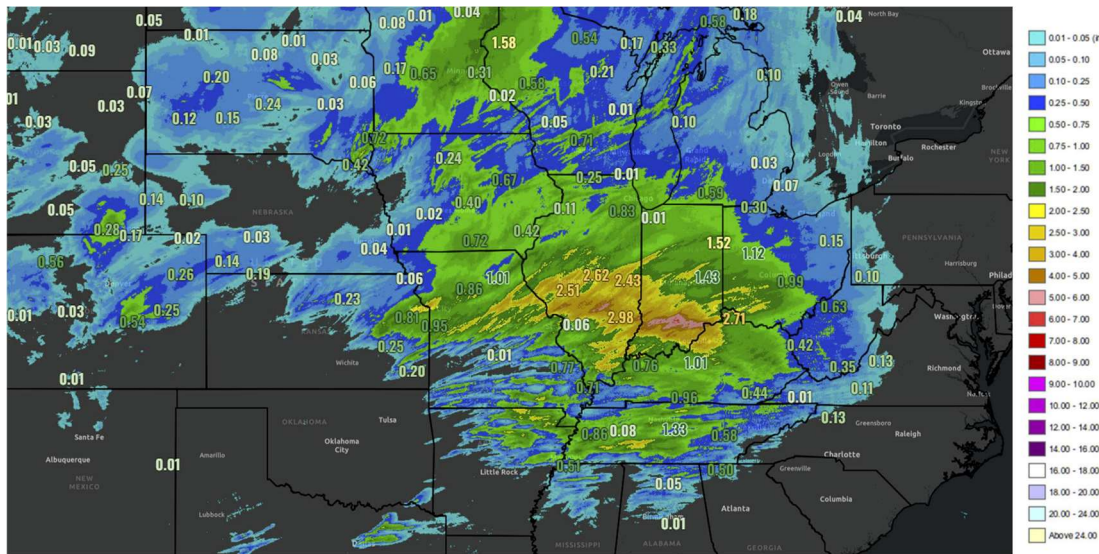 0.05 0.08 0.01 0.04 0.58 0.18 0.04 North Bay
0.01 0.03 0.09 0.01 0.01 0.08 0.03 1.58 0.54 0.17 0.33 Ottawa
0.20 0.06 0.17 0.65 0.31 0.58 0.21 0.10
01 0.03 0.07 0.24 0.03 0.02 0.01 Owen Sound Barrie Kingston
0.03 0.12 0.15 0.72 0.05 0.71 0.10 Toronto Rochester
0.05 0.25 0.42 0.24 0.67 0.25 0.01 0.03 London Hamilton Buffalo NEW YORK
0.05 0.14 0.10 NEBRASKA 0.02 0.40 0.11 0.83 0.01 0.59 0.07 0.30
0.28 0.17 0.02 0.03 0.01 0.04 0.72 0.42 1.52 1.12 0.15 PENNSYLVANIA
0.56 0.26 0.14 0.19 0.06 0.86 1.01 2.62 2.43 1.43 0.99 0.10 Pittsburgh Harrisburg
0.01 0.03 0.54 0.25 0.23 KANSAS 0.81 0.95 2.51 2.98 2.71 0.63 Washington
Wichita 0.25 0.20 0.01 0.06 0.77 0.76 1.01 0.42 0.35 0.13 Richmond
0.01 0.71 0.96 0.44 0.01 0.11
Santa Fe OKLAHOMA Tulsa 0.86 0.08 1.33 0.58 0.13 Greensboro Raleigh
Albuquerque 0.01 Amarillo Oklahoma City Charlotte
NEW MEXICO Little Rock 0.51 0.05 0.50 Greenville Columbia
Lubbock 0.01 Atlanta
MISSISSIPPI ALABAMA GEORGIA
0.05 - 0.10
0.10 - 0.25
0.25 - 0.50
0.50 - 0.75
0.75 - 1.00
1.00 - 1.50
1.50 - 2.00
2.00 - 2.50
2.50 - 3.00
3.00 - 4.00
4.00 - 5.00
5.00 - 6.00
6.00 - 7.00
7.00 - 8.00
8.00 - 9.00
9.00 - 10.00
10.00 - 12.00
12.00 - 14.00
14.00 - 16.00
16.00 - 18.00
18.00 - 20.00
20.00 - 24.00
Above 24.00